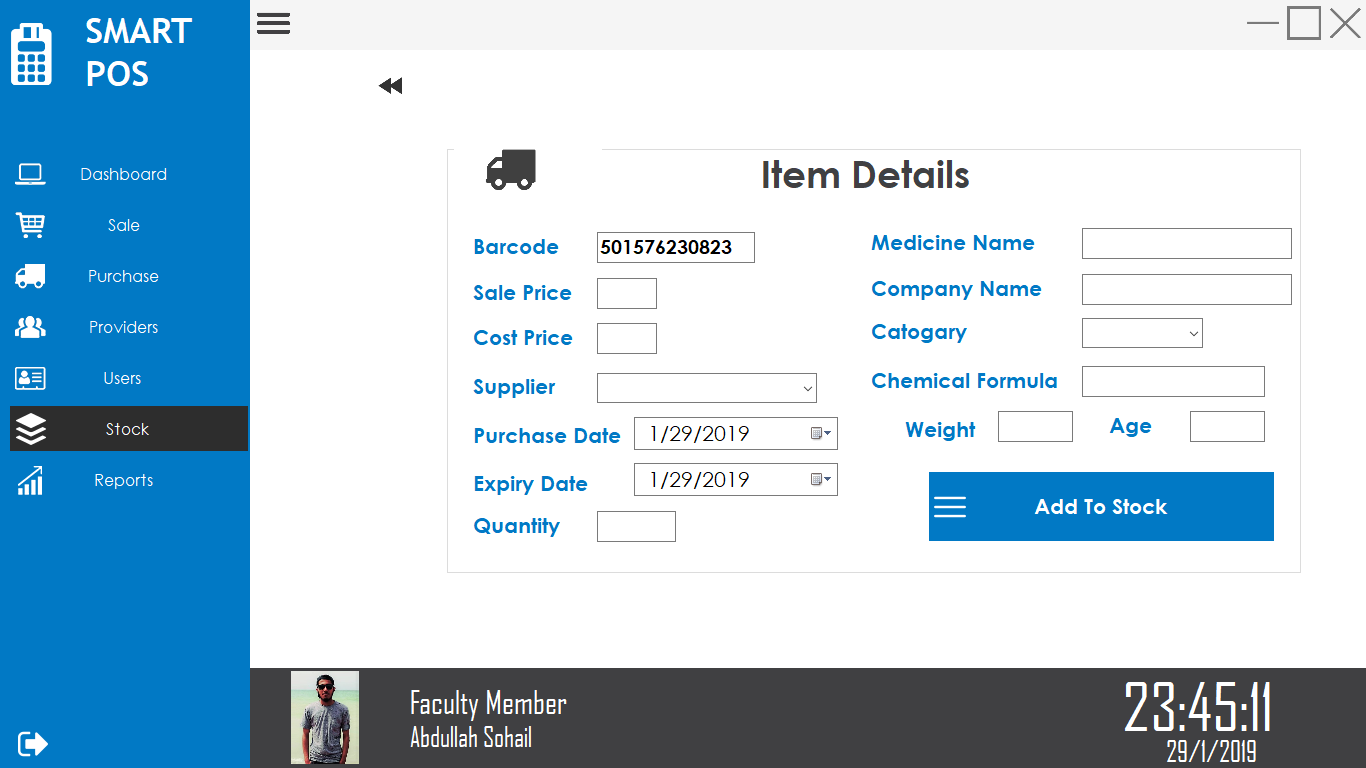 SMART
POS
Dashboard
Sale
Purchase
Providers
Users
Stock
Reports
Item Details
Barcode 501576230823
Sale Price
Cost Price
Supplier
Purchase Date 1/29/2019
Expiry Date 1/29/2019
Quantity
Medicine Name
Company Name
Catogary
Chemical Formula
Weight Age
Add To Stock
Faculty Member
Abdullah Sohail
23:45:11
29/1/2019